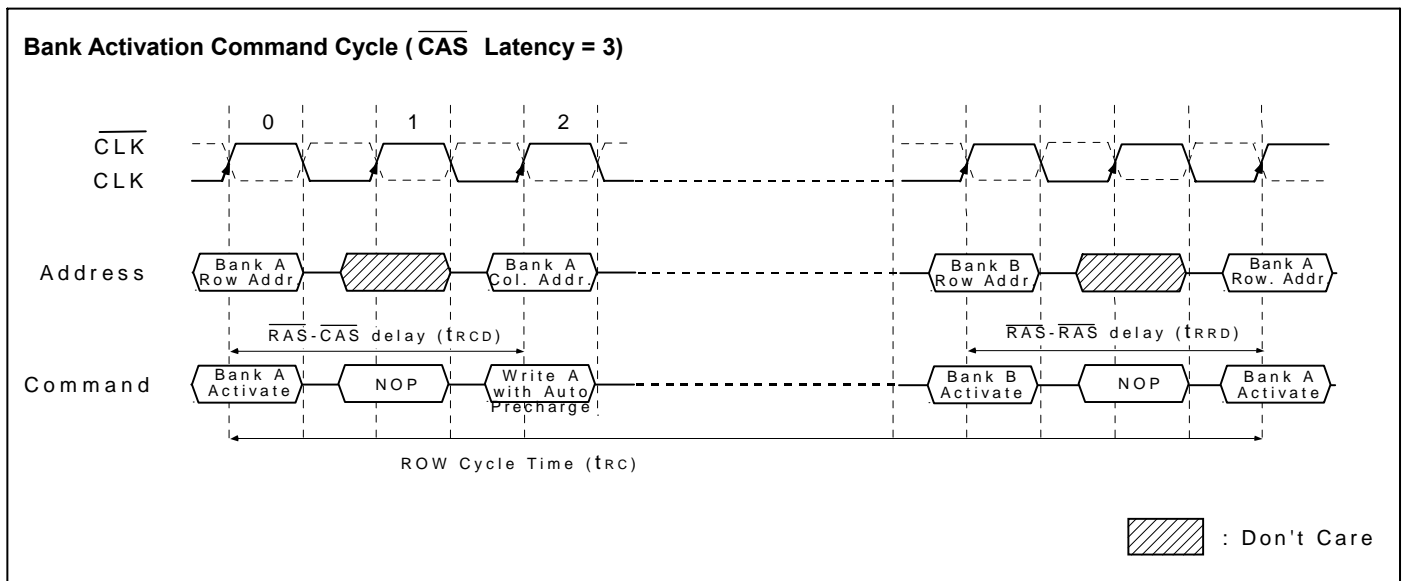 Bank Activation Command Cycle ( CAS Latency = 3)
0 1 2
CLK
CLK
Address
Bank A
Row Addr.
Bank A
Col. Addr.
Bank B
Row Addr.
Bank A
Row. Addr.
RAS-CAS delay (tRCD)
RAS-RAS delay (tRRD)
Command
Bank A
Activate
NOP
Write A
with Auto
Precharge
Bank B
Activate
NOP
Bank A
Activate
ROW Cycle Time (tRC)
: Don't Care